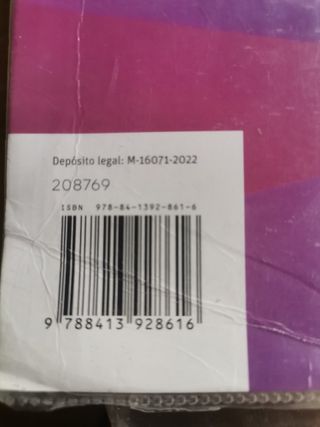 Depósito legal: M-16071-2022
208769
ISBN 978-84-1392-861-6
9 788413 928616